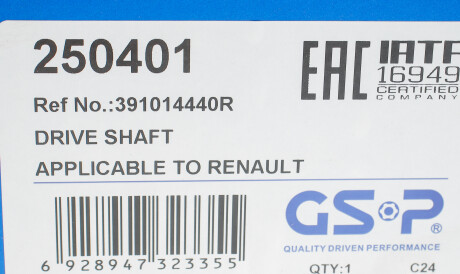 250401
EAC
IATF
16949
CERTIFIED
COMPANY
Ref No.:391014440R
DRIVE SHAFT
APPLICABLE TO RENAULT
GSP®
QUALITY DRIVEN PERFORMANCE
6 928947 323355
QTY:1 C24